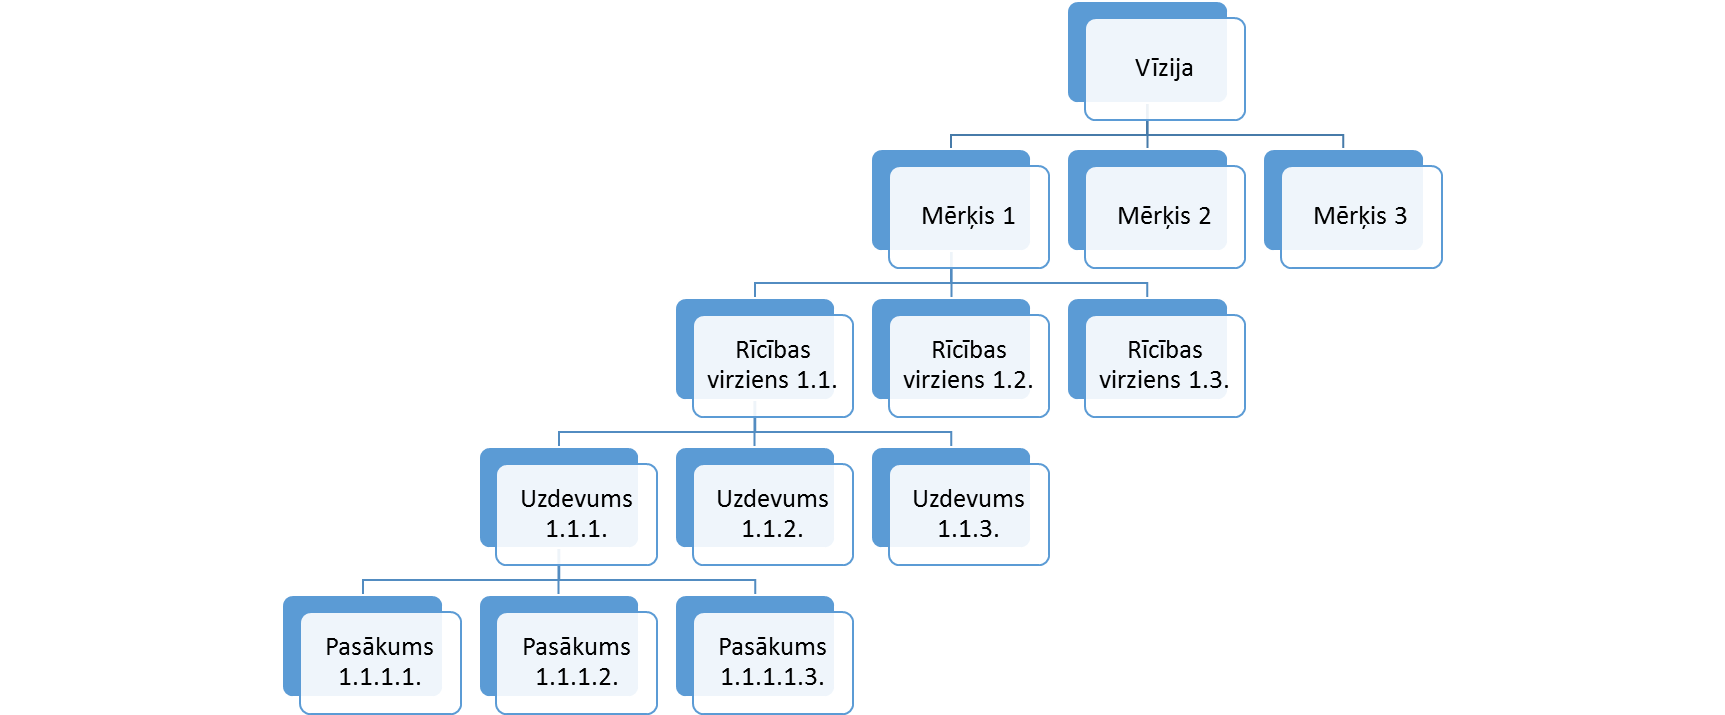 Vīzija
Mērķis 1
Mērķis 2
Mērķis 3
Rīcības
virziens 1.1.
Rīcības
virziens 1.2.
Rīcības
virziens 1.3.
Uzdevums
1.1.1.
Uzdevums
1.1.2.
Uzdevums
1.1.3.
Pasākums
1.1.1.1.
Pasākums
1.1.1.2.
Pasākums
1.1.1.1.3.